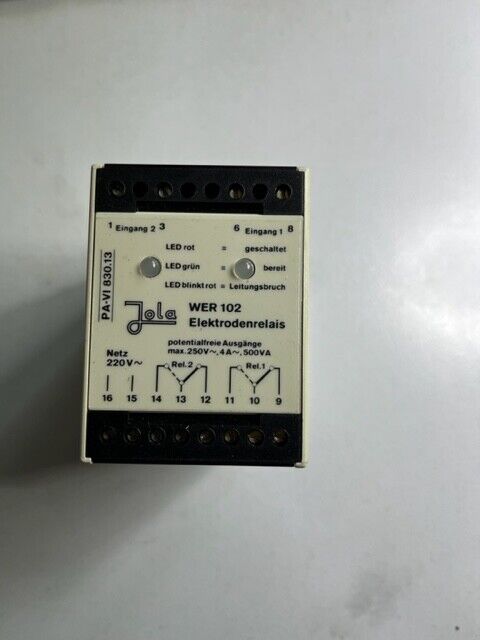 1 Eingang 2 3 6 Eingang 1 8
LED rot = geschaltet
LED grün = bereit
LED blinkt rot = Leitungsbruch
PA-VI 830.13
Jola WER 102
Elektrodenrelais
potentialfreie Ausgänge
max. 250V~, 4A~, 500VA
Netz
220V~
Rel.2 Rel.1
16 15 14 13 12 11 10 9